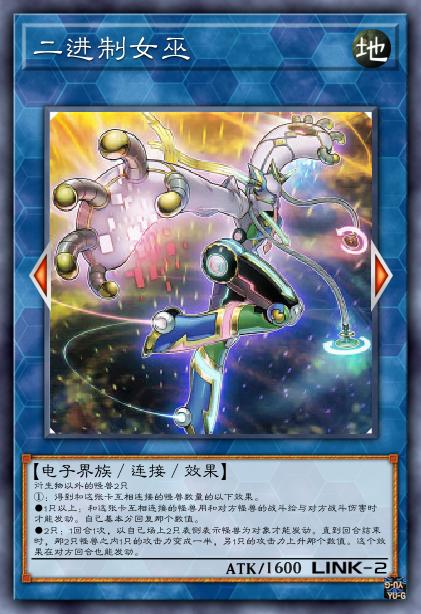 二进制女巫
地
【电子界族/连接/效果】
衍生物以外的怪兽2只
①：得到和这张卡互相连接的怪兽数量的以下效果。
●1只以上：和这张卡互相连接的怪兽用和对方怪兽的战斗给与对方战斗伤害时
才能发动。自己基本分回复那个数值。
●2只：1回合1次，以自己场上2只表侧表示怪兽为对象才能发动。直到回合结束
时，那2只怪兽之内1只的攻击力变成一半，另1只的攻击力上升那个数值。这个
效果在对方回合也能发动。
ATK/1600 LINK-2